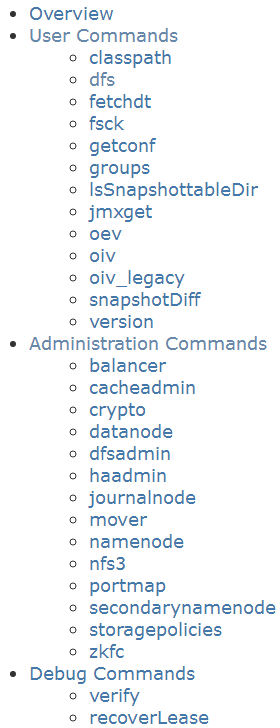 Overview
User Commands
classpath
dfs
fetchdt
fsck
getconf
groups
lsSnapshottableDir
jmxget
oev
oiv
oiv_legacy
snapshotDiff
version
Administration Commands
balancer
cacheadmin
crypto
datanode
dfsadmin
haadmin
journalnode
mover
namenode
nfs3
portmap
secondarynamenode
storagepolicies
zkfc
Debug Commands
verify
recoverLease